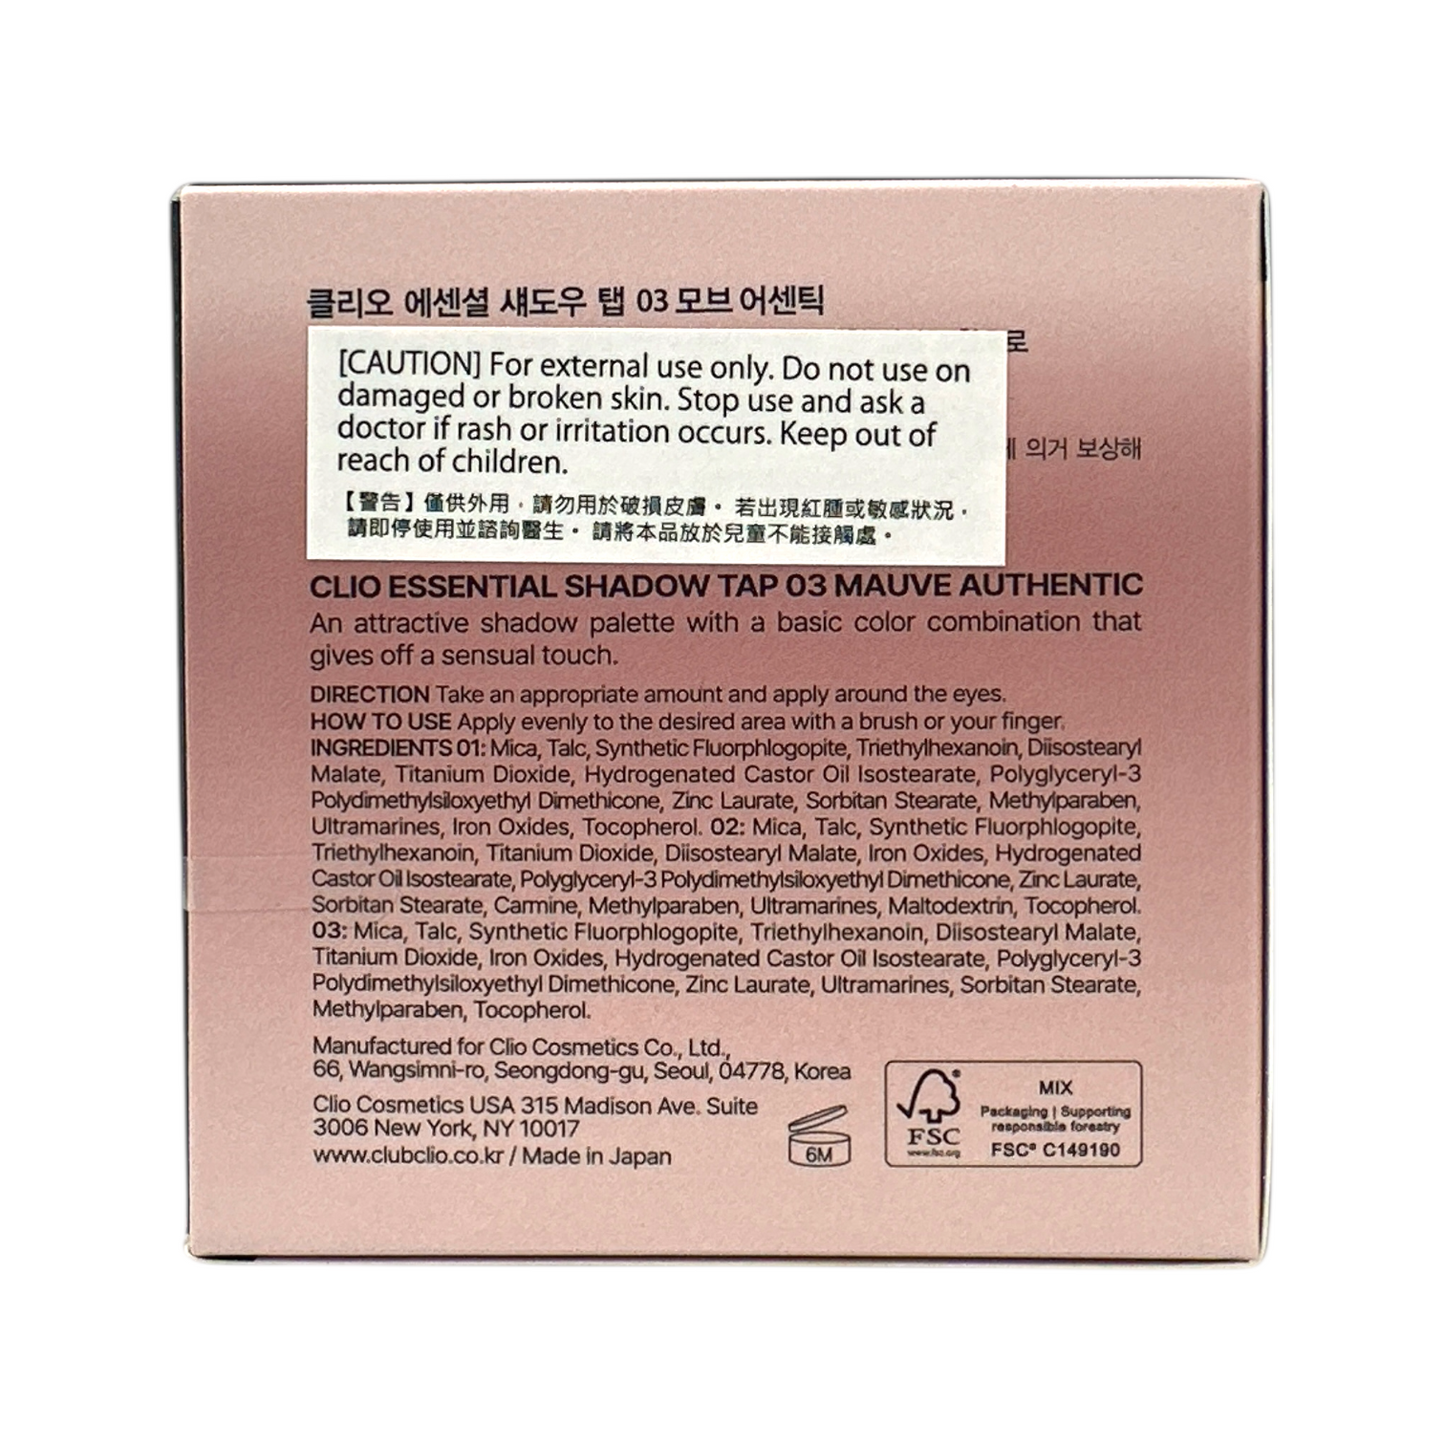 클리오 에센셜 섀도우 탭 03 모브 어센틱
로
[CAUTION] For external use only. Do not use on
damaged or broken skin. Stop use and ask a
doctor if rash or irritation occurs. Keep out of
reach of children.
의거 보상해
【警告】僅供外用，請勿用於破損皮膚。 若出現紅腫或敏感狀況，
請即停使用並諮詢醫生。 請將本品放於兒童不能接觸處。
CLIO ESSENTIAL SHADOW TAP 03 MAUVE AUTHENTIC
An attractive shadow palette with a basic color combination that
gives off a sensual touch.
DIRECTION Take an appropriate amount and apply around the eyes.
HOW TO USE Apply evenly to the desired area with a brush or your finger.
INGREDIENTS 01: Mica, Talc, Synthetic Fluorphlogopite, Triethylhexanoin, Diisostearyl
Malate, Titanium Dioxide, Hydrogenated Castor Oil Isostearate, Polyglyceryl-3
Polydimethylsiloxyethyl Dimethicone, Zinc Laurate, Sorbitan Stearate, Methylparaben,
Ultramarines, Iron Oxides, Tocopherol. 02: Mica, Talc, Synthetic Fluorphlogopite,
Triethylhexanoin, Titanium Dioxide, Diisostearyl Malate, Iron Oxides, Hydrogenated
Castor Oil Isostearate, Polyglyceryl-3 Polydimethylsiloxyethyl Dimethicone, Zinc Laurate,
Sorbitan Stearate, Carmine, Methylparaben, Ultramarines, Maltodextrin, Tocopherol.
03: Mica, Talc, Synthetic Fluorphlogopite, Triethylhexanoin, Diisostearyl Malate,
Titanium Dioxide, Iron Oxides, Hydrogenated Castor Oil Isostearate, Polyglyceryl-3
Polydimethylsiloxyethyl Dimethicone, Zinc Laurate, Ultramarines, Sorbitan Stearate,
Methylparaben, Tocopherol.
Manufactured for Clio Cosmetics Co., Ltd.,
66, Wangsimni-ro, Seongdong-gu, Seoul, 04778, Korea
Clio Cosmetics USA 315 Madison Ave. Suite
3006 New York, NY 10017
www.clubclio.co.kr / Made in Japan
6M
FSC
www.fsc.org
MIX
Packaging | Supporting
responsible forestry
FSC® C149190